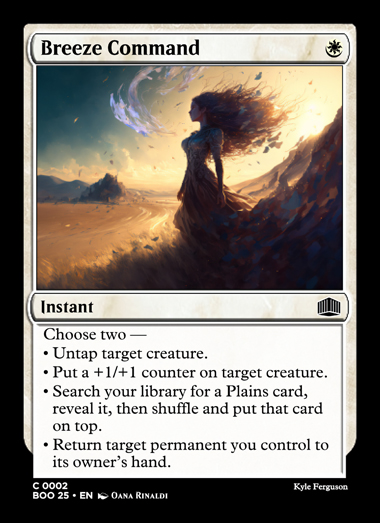 Breeze Command
Instant
Choose two —
• Untap target creature.
• Put a +1/+1 counter on target creature.
• Search your library for a Plains card,
reveal it, then shuffle and put that card
on top.
• Return target permanent you control to
its owner's hand.
C 0002
BOO 25 • EN OANA RINALDI
Kyle Ferguson